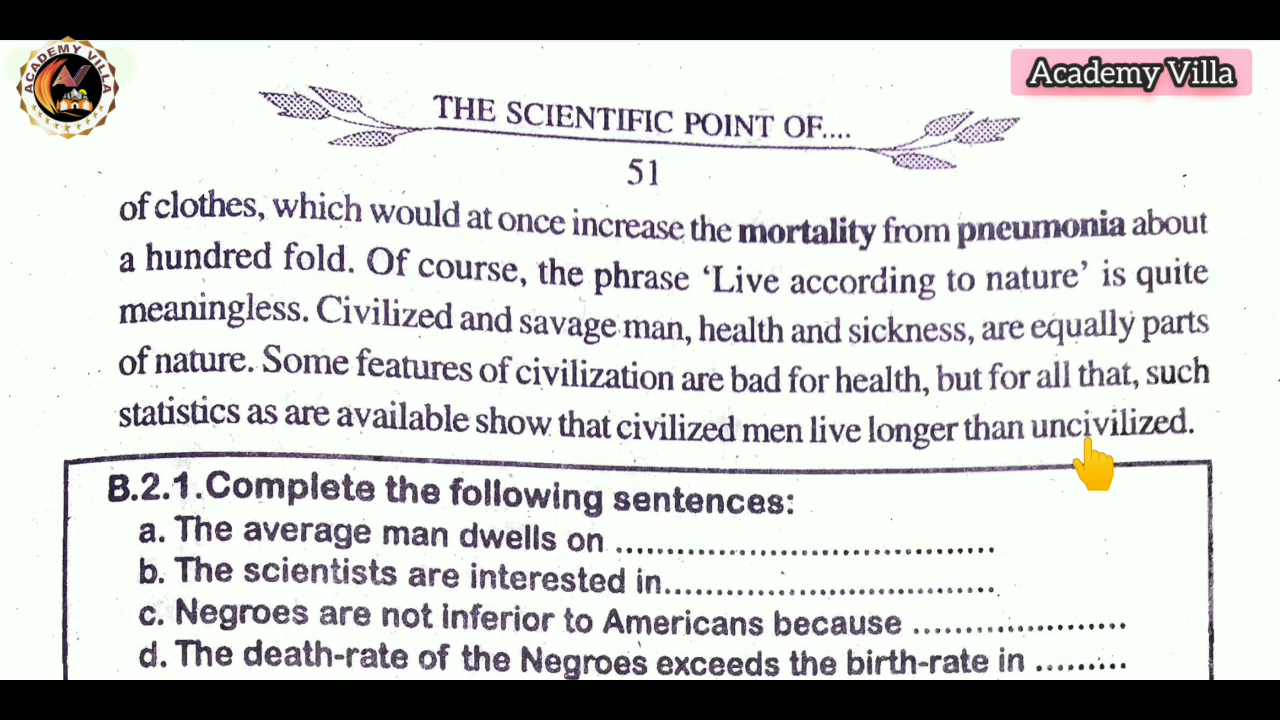 ACADEMY VILLA
Academy Villa
THE SCIENTIFIC POINT OF....
51
of clothes, which would at once increase the mortality from pneumonia about
a hundred fold. Of course, the phrase ‘Live according to nature’ is quite
meaningless. Civilized and savage man, health and sickness, are equally parts
of nature. Some features of civilization are bad for health, but for all that, such
statistics as are available show that civilized men live longer than uncivilized.
B.2.1.Complete the following sentences:
a. The average man dwells on ......................................
b. The scientists are interested in.................................
c. Negroes are not inferior to Americans because .....................
d. The death-rate of the Negroes exceeds the birth-rate in .........